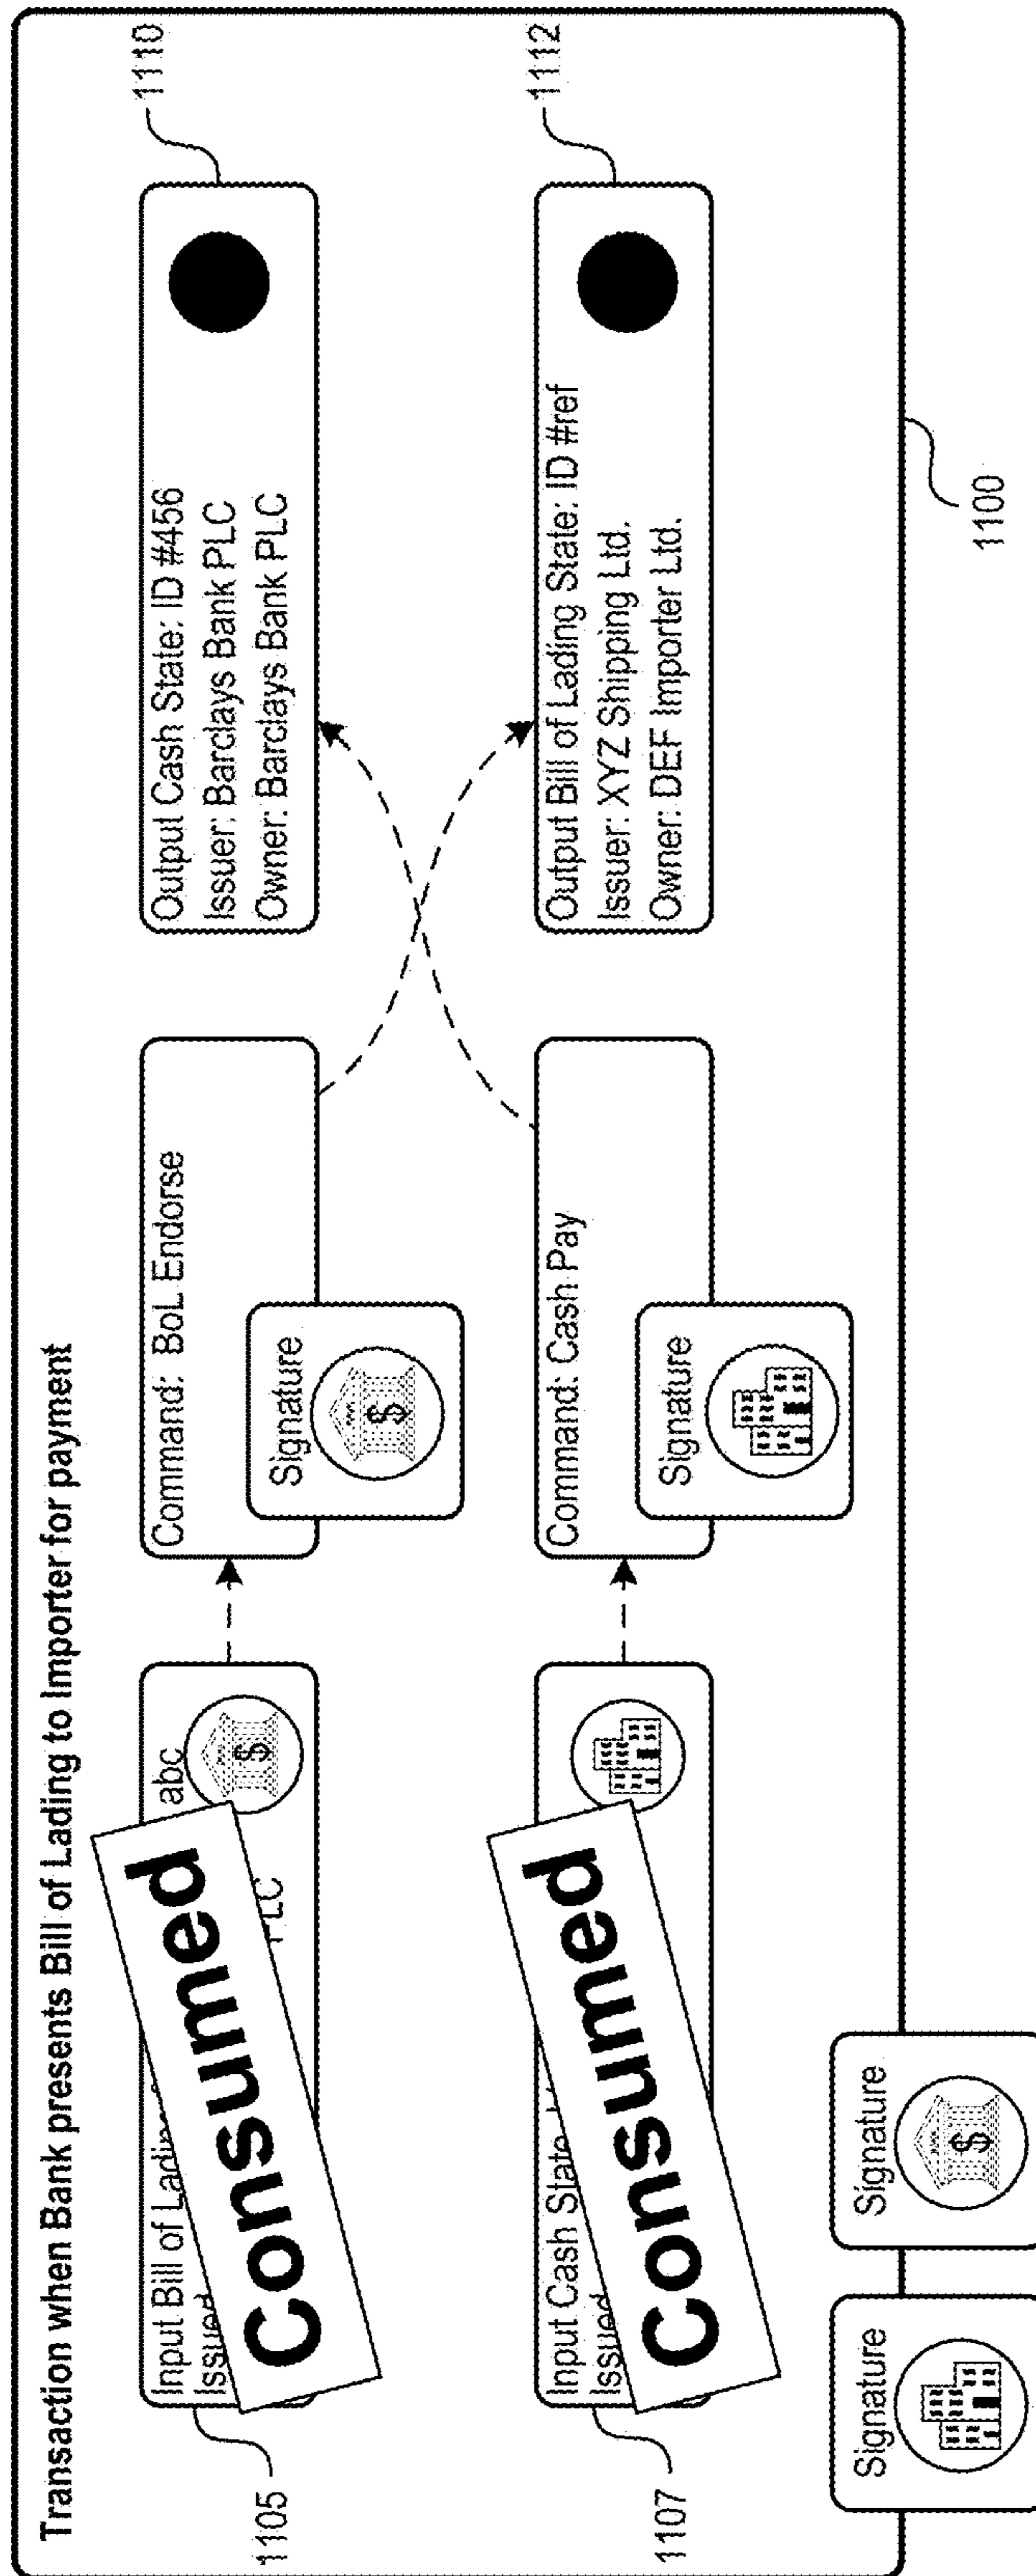 Transaction when Bank presents Bill of Lading to Importer for payment
Input Bill of Lading abc
Issued
PLC
Consumed
1105
Command: BoL Endorse
Signature
$
Output Cash State: ID #456
Issuer: Barclays Bank PLC
Owner: Barclays Bank PLC
1110
Input Cash State
Issued
Consumed
1107
Command: Cash Pay
Signature
Output Bill of Lading State: ID #ref
Issuer: XYZ Shipping Ltd.
Owner: DEF Importer Ltd.
1112
Signature
Signature
$
1100